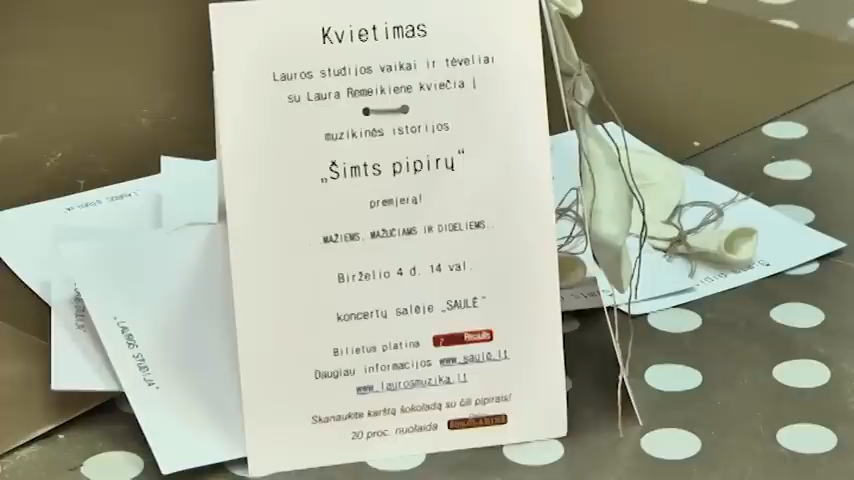 Kvietimas
Lauros studijos vaikai ir tėveliai
su Laura Remeikiene kviečia į
muzikinės istorijos
„Šimts pipirų“
premjerą!
MAŽIEMS, MAŽUČIAMS IR DIDELIEMS..
Birželio 4 d. 14 val.
koncertų salėje „SAULĖ“
Bilietus platina
Daugiau informacijos www.saule.lt
www.laurosmuzika.lt
Skanaukite karštą šokoladą su čili pipirais!
20 proc. nuolaida
„LAUROS STUDIJA“